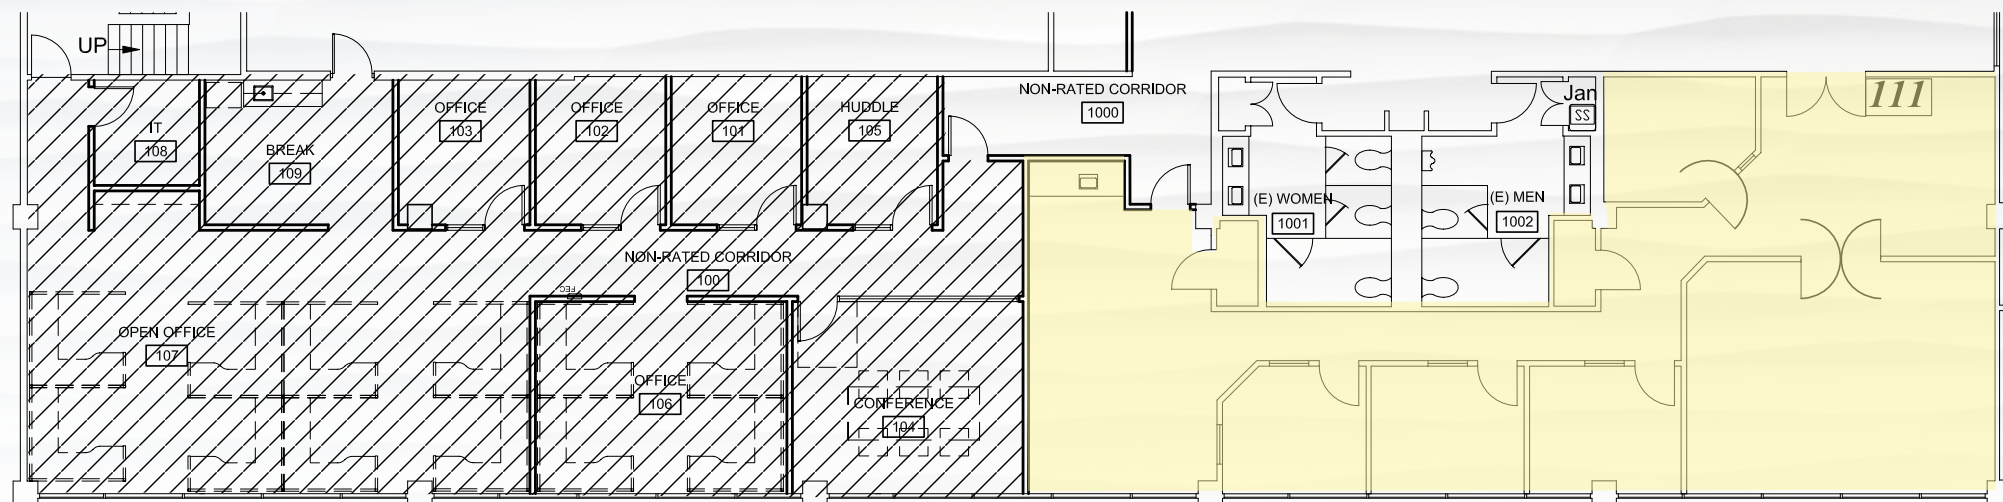 UP
NON-RATED CORRIDOR
1000
Jan
SS
111
OFFICE
103
OFFICE
102
OFFICE
101
HUDDLE
105
IT
108
BREAK
109
(E) WOMEN
1001
(E) MEN
1002
NON-RATED CORRIDOR
100
FEC
OPEN OFFICE
107
OFFICE
106
CONFERENCE
104